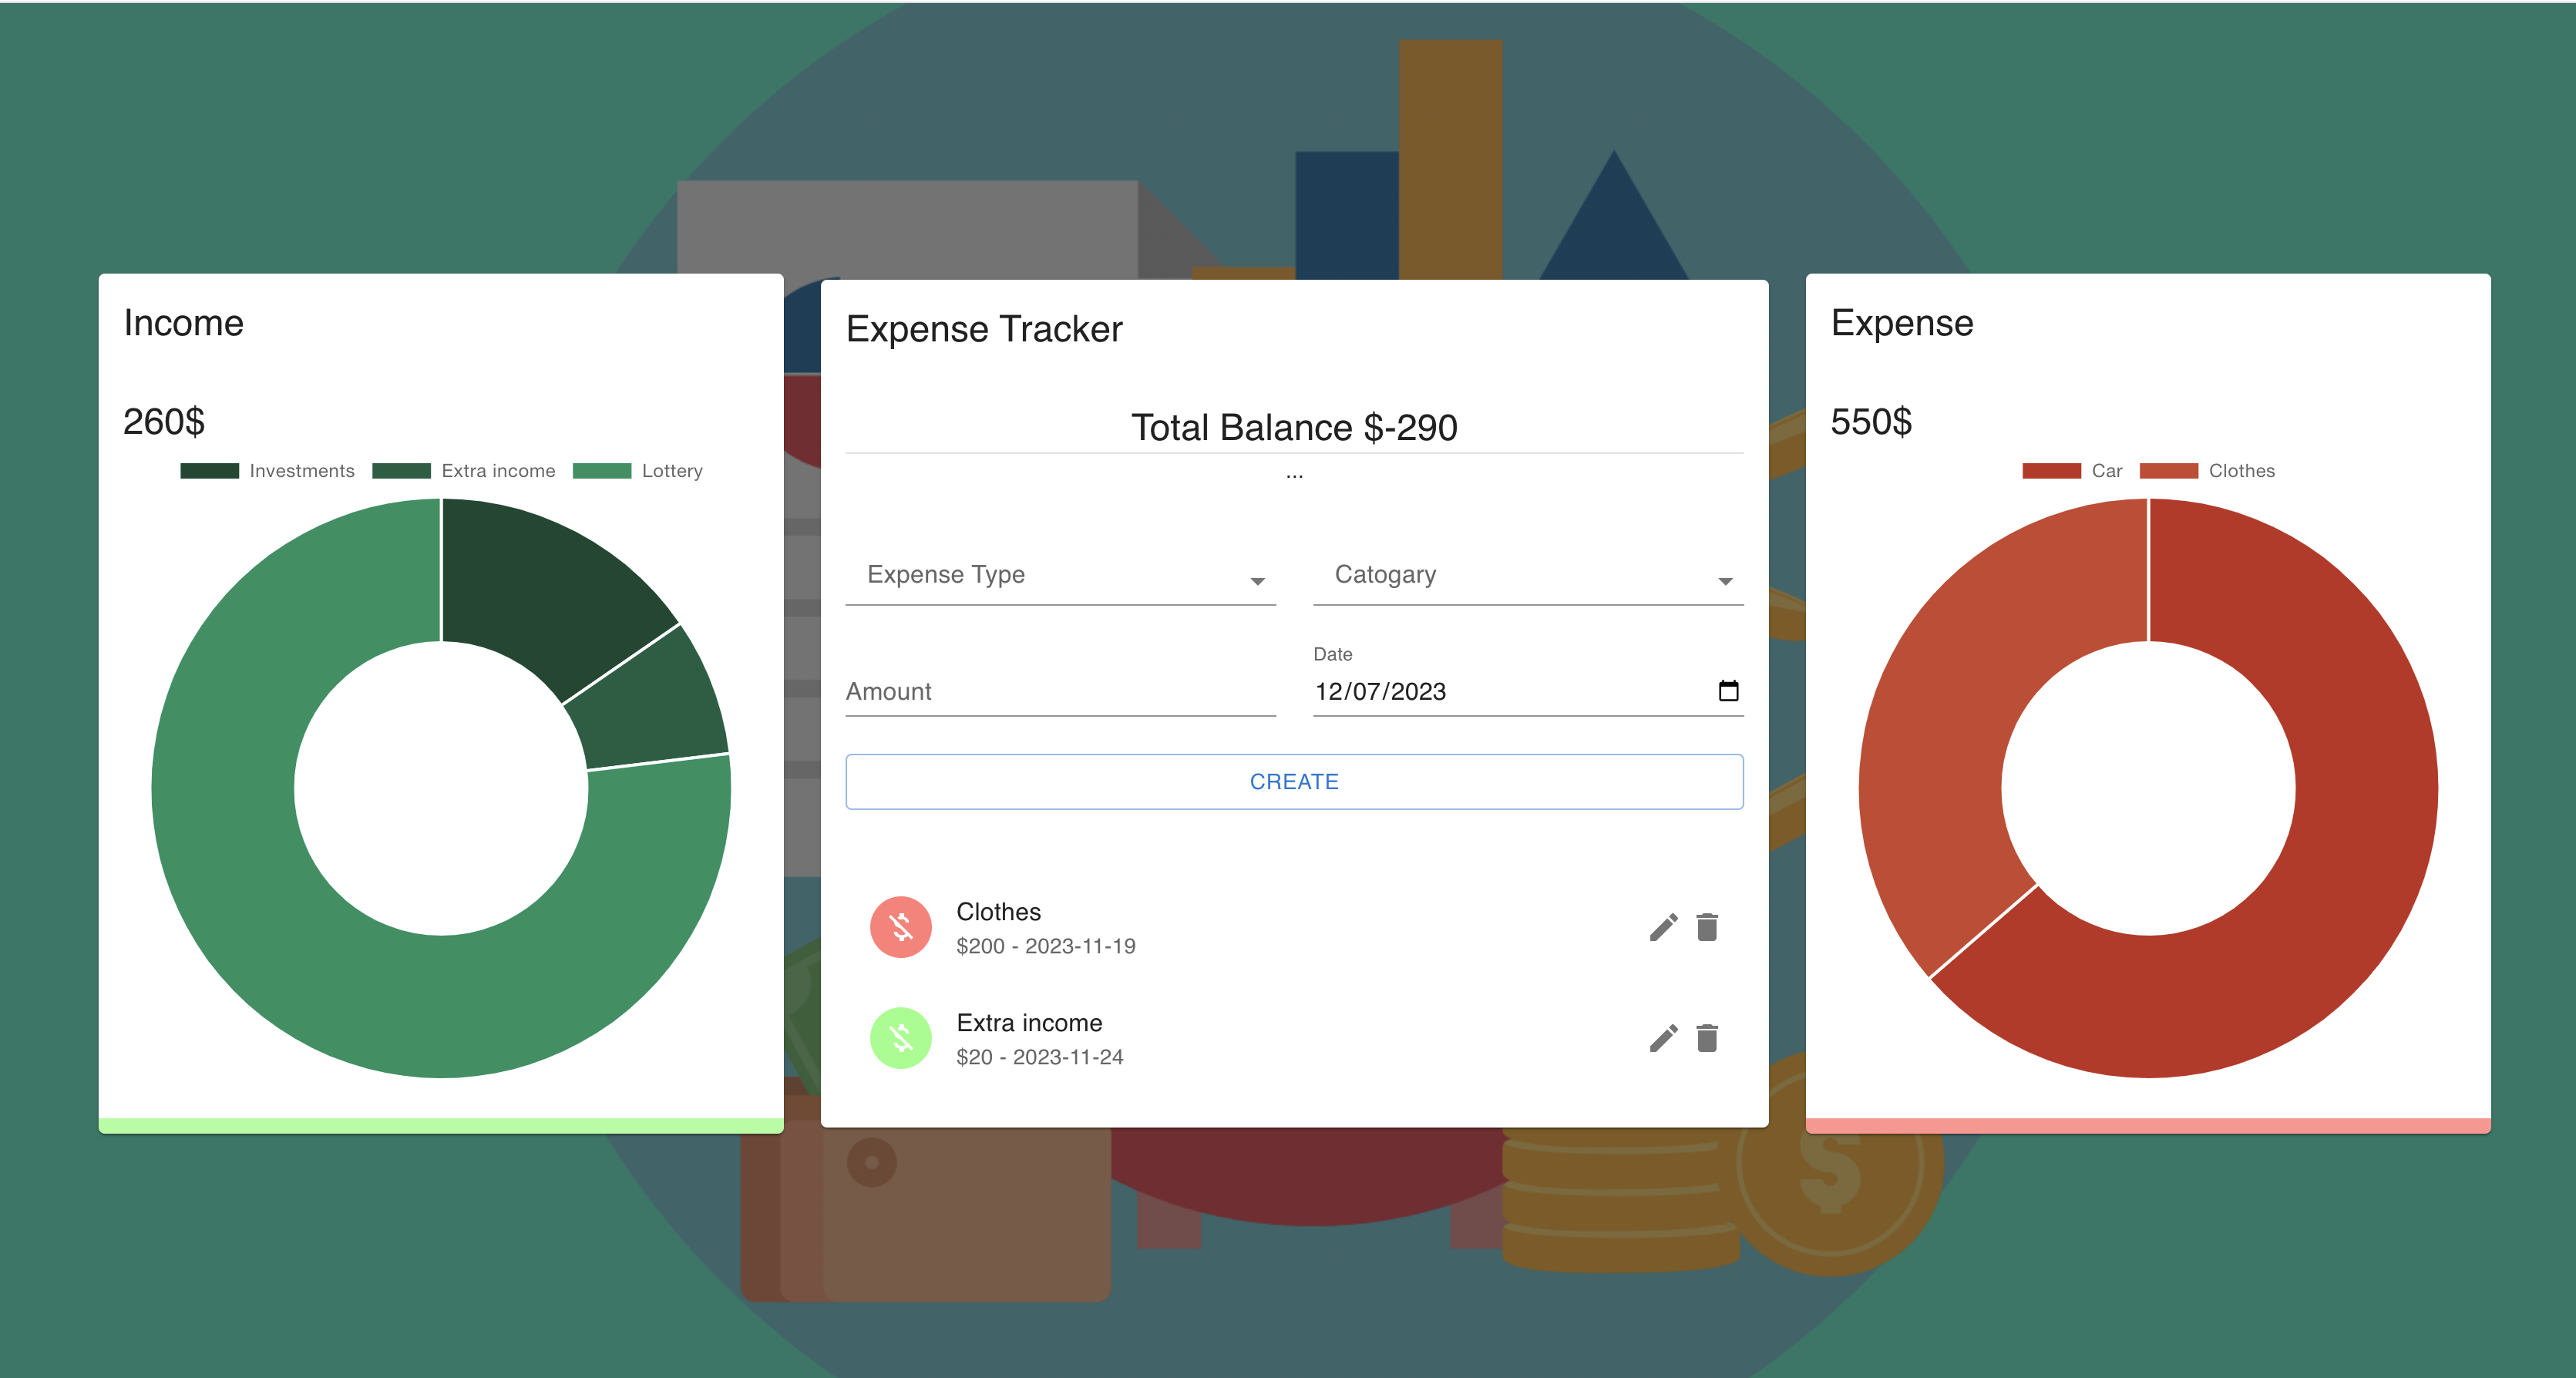 Income
260$
Investments Extra income Lottery
Expense Tracker
Total Balance $-290
...
Expense Type
Catogary
Amount
Date
12/07/2023
CREATE
Clothes
$200 - 2023-11-19
Extra income
$20 - 2023-11-24
Expense
550$
Car Clothes
$